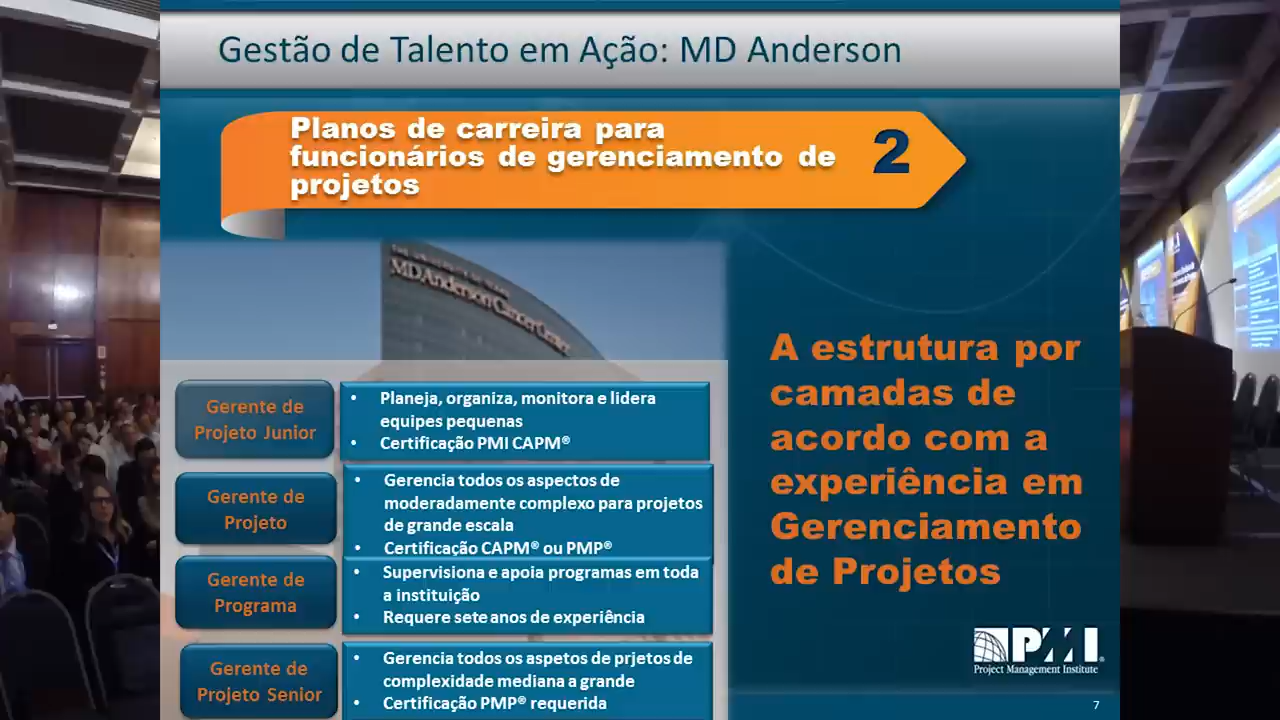 Gestão de Talento em Ação: MD Anderson
Planos de carreira para
funcionários de gerenciamento de
projetos
2
MD Anderson Cancer Center
Gerente de
Projeto Junior
• Planeja, organiza, monitora e lidera
equipes pequenas
• Certificação PMI CAPM®
Gerente de
Projeto
• Gerencia todos os aspectos de
moderadamente complexo para projetos
de grande escala
• Certificação CAPM® ou PMP®
Gerente de
Programa
• Supervisiona e apoia programas em toda
a instituição
• Requere sete anos de experiência
Gerente de
Projeto Senior
• Gerencia todos os aspetos de prjetos de
complexidade mediana a grande
• Certificação PMP® requerida
A estrutura por
camadas de
acordo com a
experiência em
Gerenciamento
de Projetos
PMI®
Project Management Institute
7